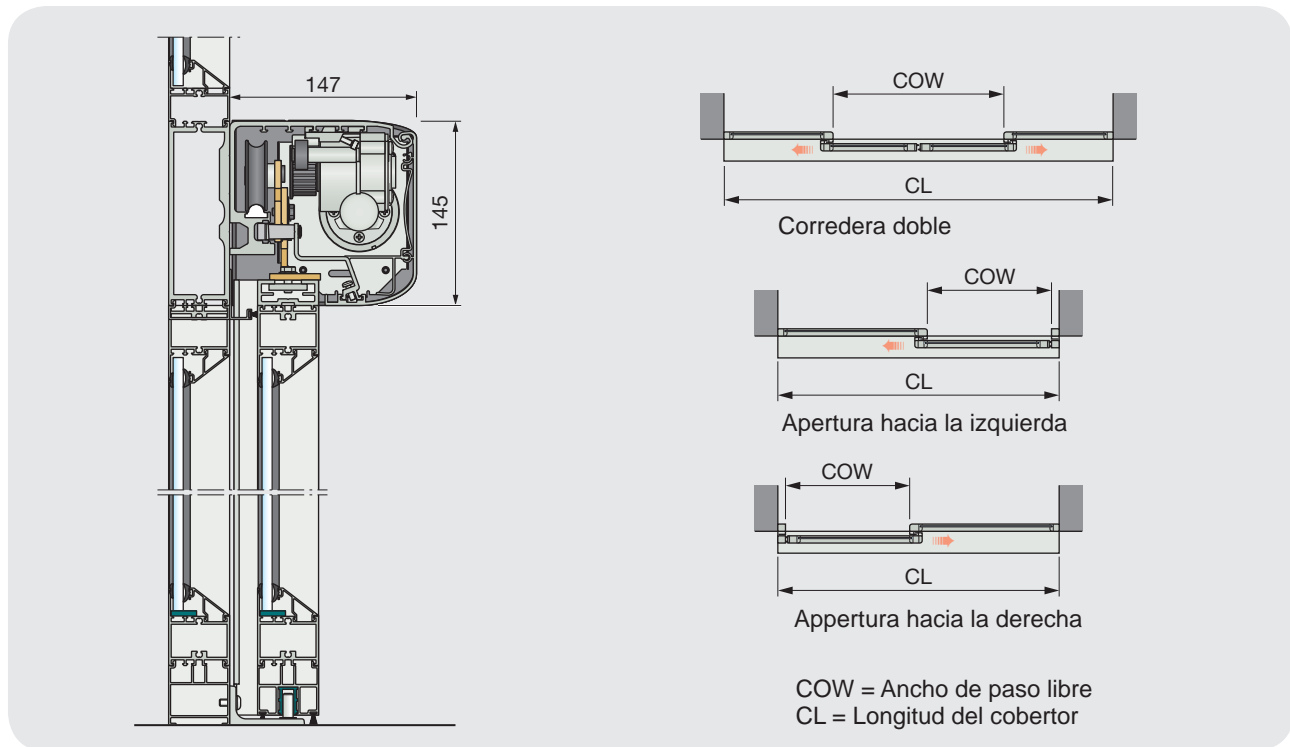 147
145
COW
CL
Corredera doble
COW
CL
Apertura hacia la izquierda
COW
CL
Appertura hacia la derecha
COW = Ancho de paso libre
CL = Longitud del cobertor